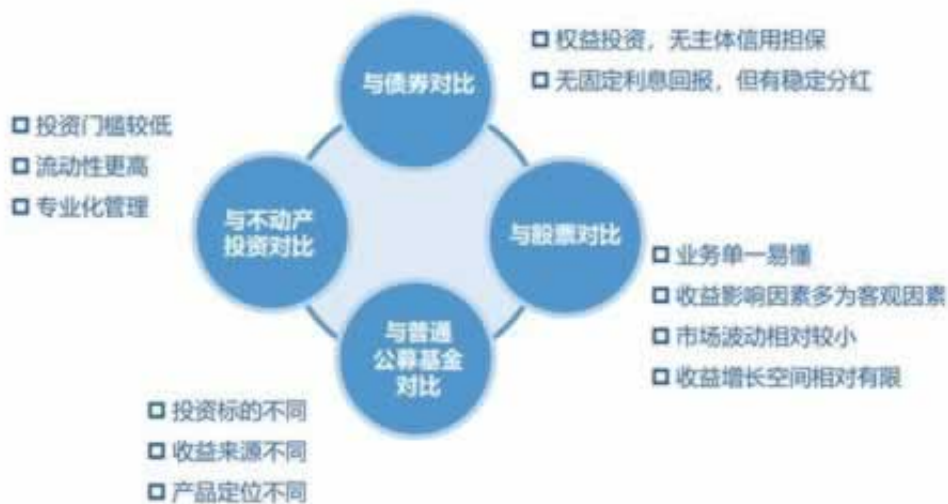 与债券对比
权益投资，无主体信用担保
无固定利息回报，但有稳定分红
投资门槛较低
流动性更高
专业化管理
与不动产
投资对比
与股票对比
业务单一易懂
收益影响因素多为客观因素
市场波动相对较小
收益增长空间相对有限
与普通
公募基金
对比
投资标的不同
收益来源不同
产品定位不同